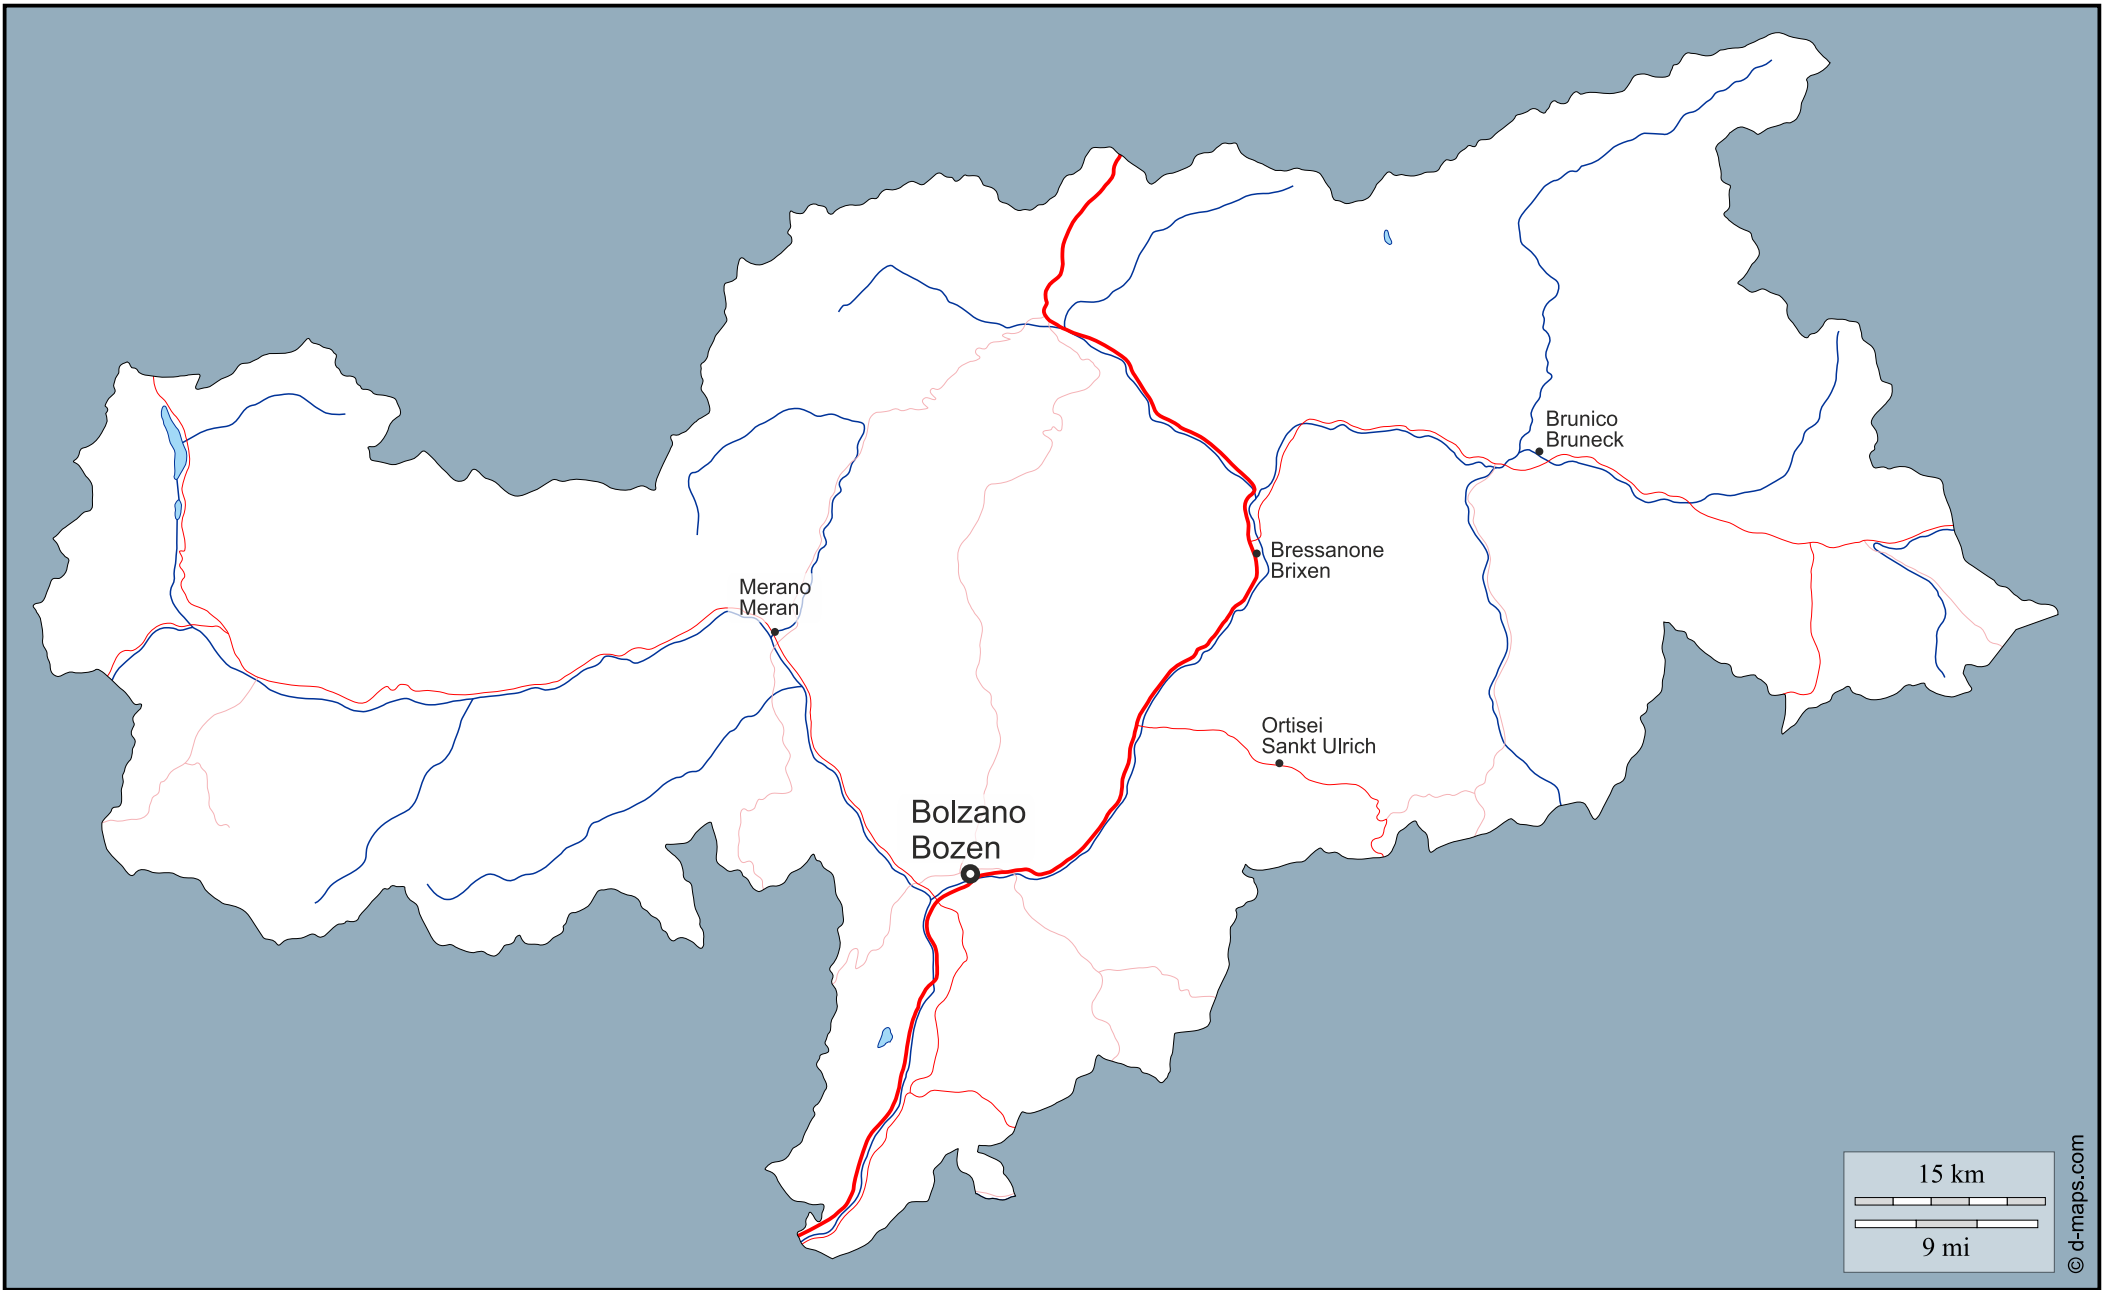 Brunico
Bruneck
Bressanone
Brixen
Merano
Meran
Ortisei
Sankt Ulrich
Bolzano
Bozen
15 km
9 mi
© d-maps.com